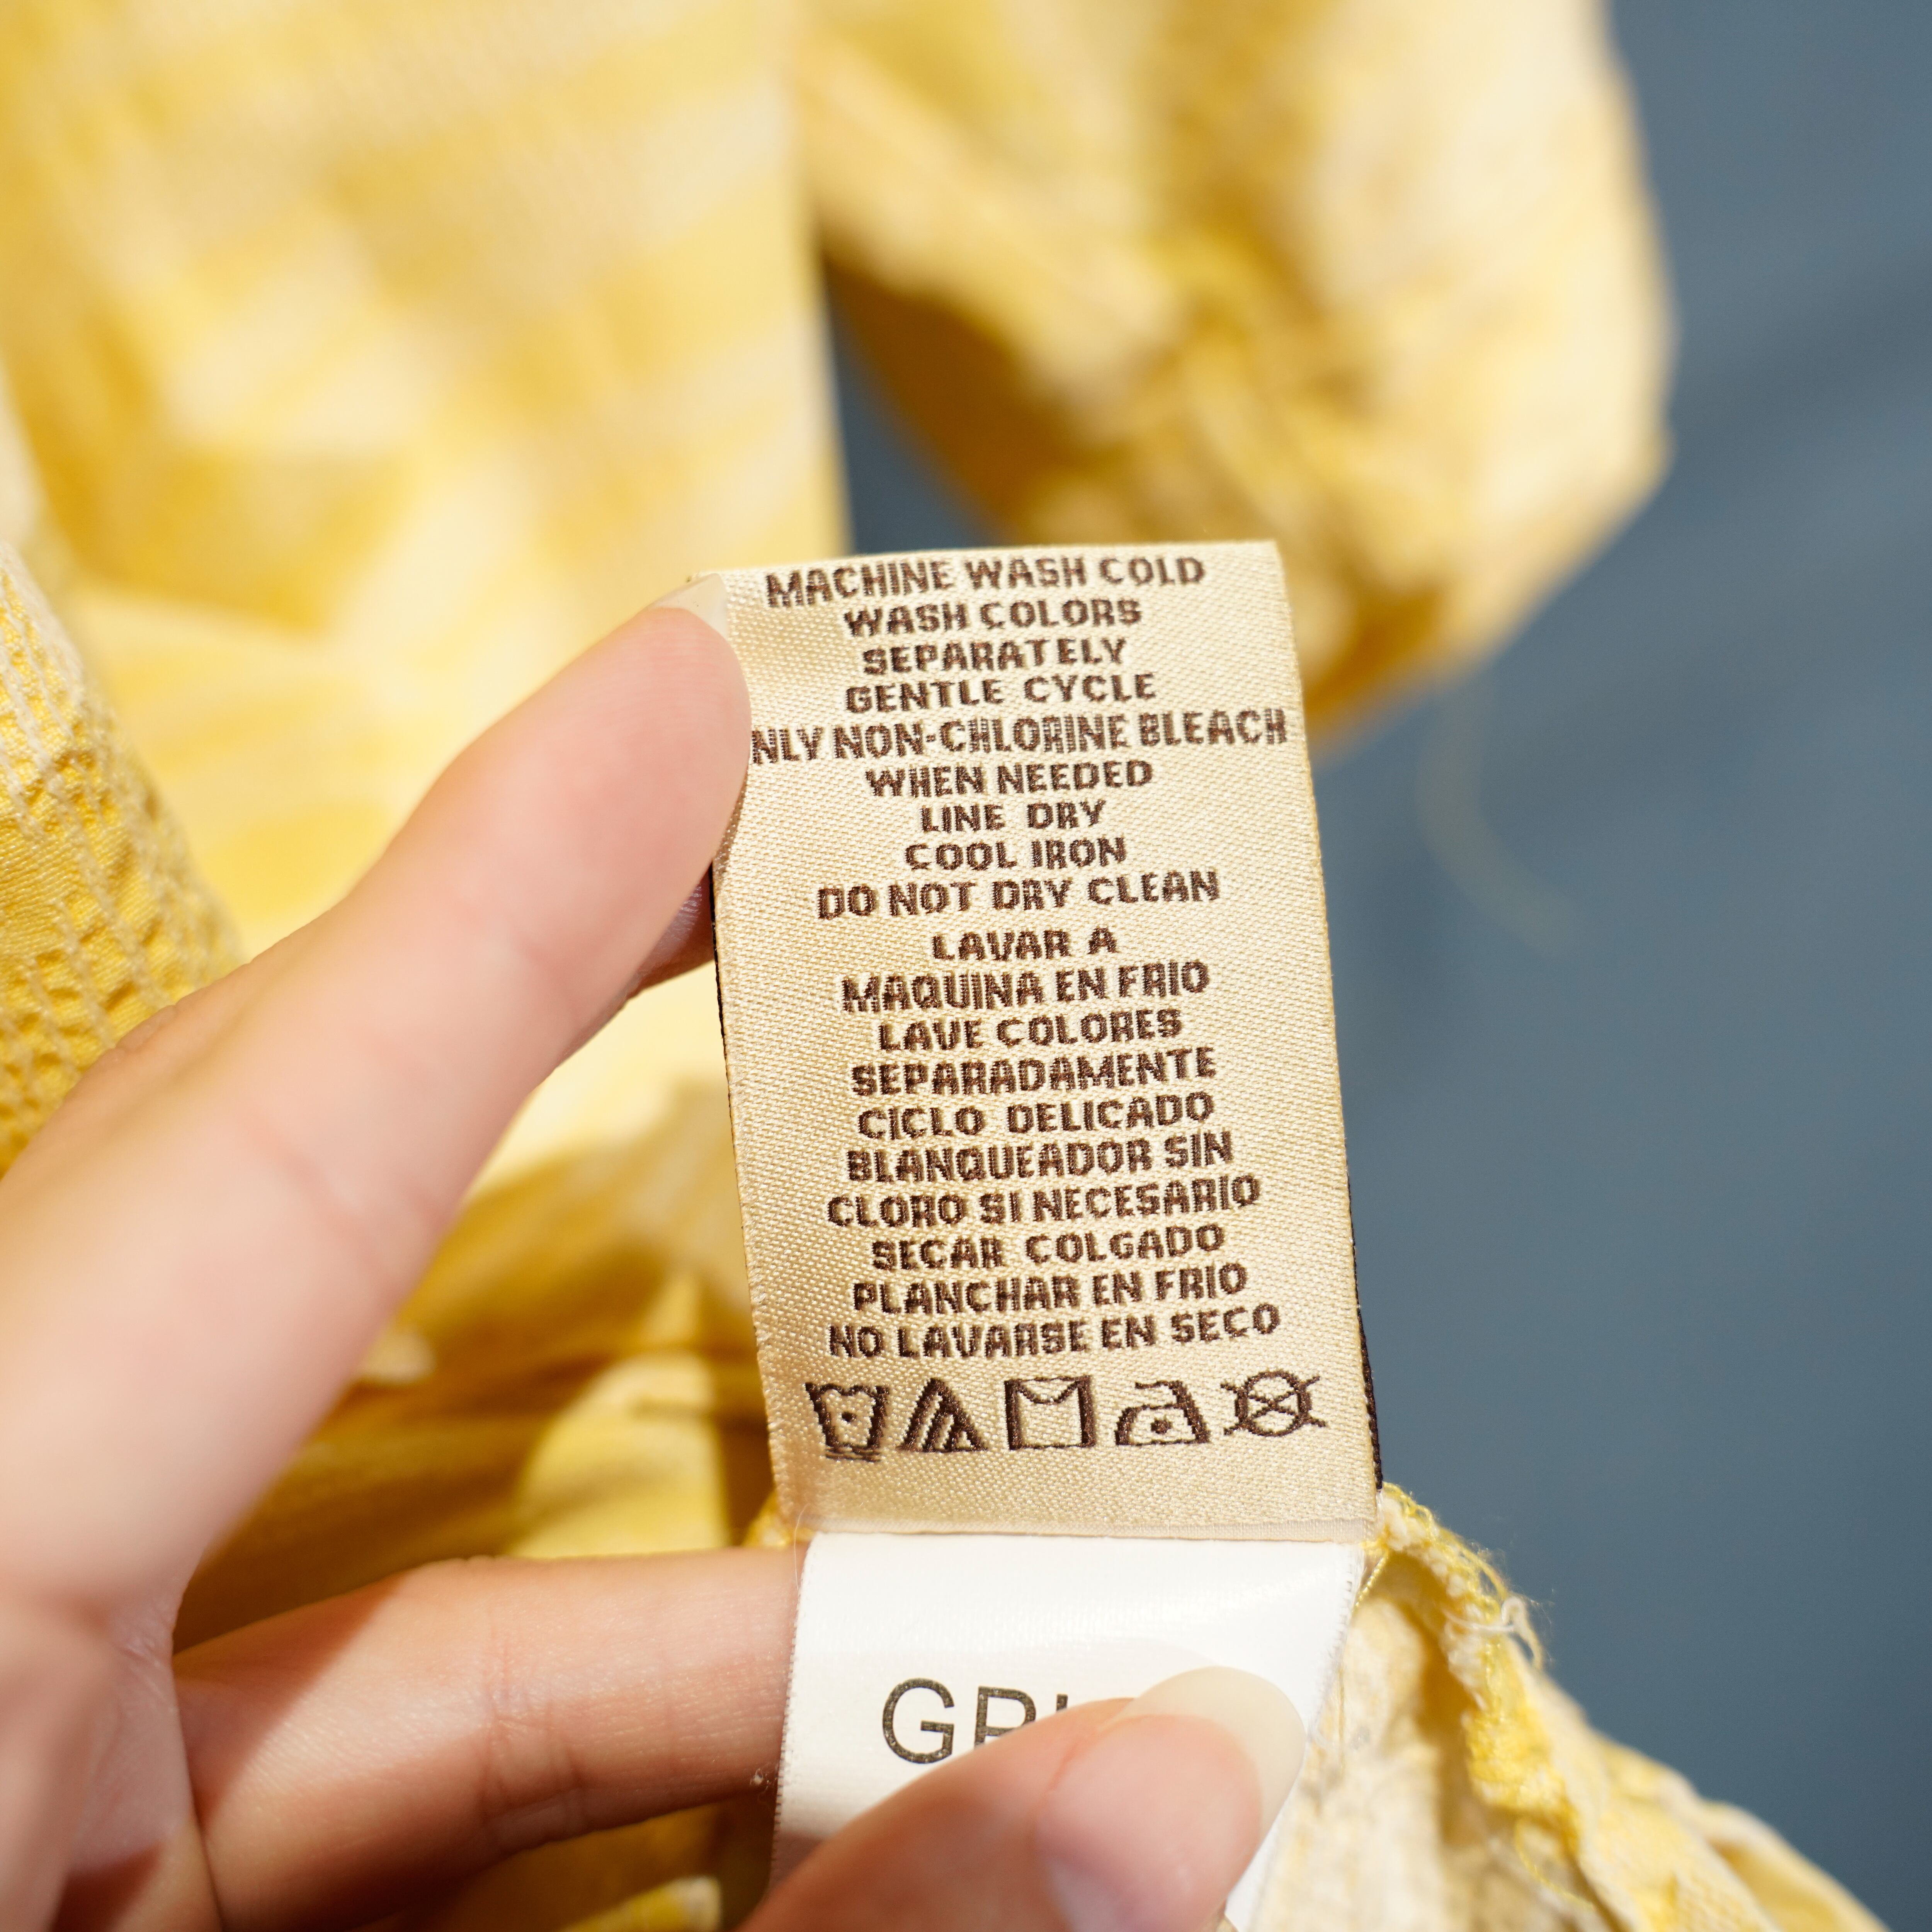 MACHINE WASH COLD
WASH COLORS
SEPARATELY
GENTLE CYCLE
NLY NON-CHLORINE BLEACH
WHEN NEEDED
LINE DRY
COOL IRON
DO NOT DRY CLEAN
LAVAR A
MAQUINA EN FRIO
LAVE COLORES
SEPARADAMENTE
CICLO DELICADO
BLANQUEADOR SIN
CLORO SI NECESARIO
SECAR COLGADO
PLANCHAR EN FRIO
NO LAVARSE EN SECO